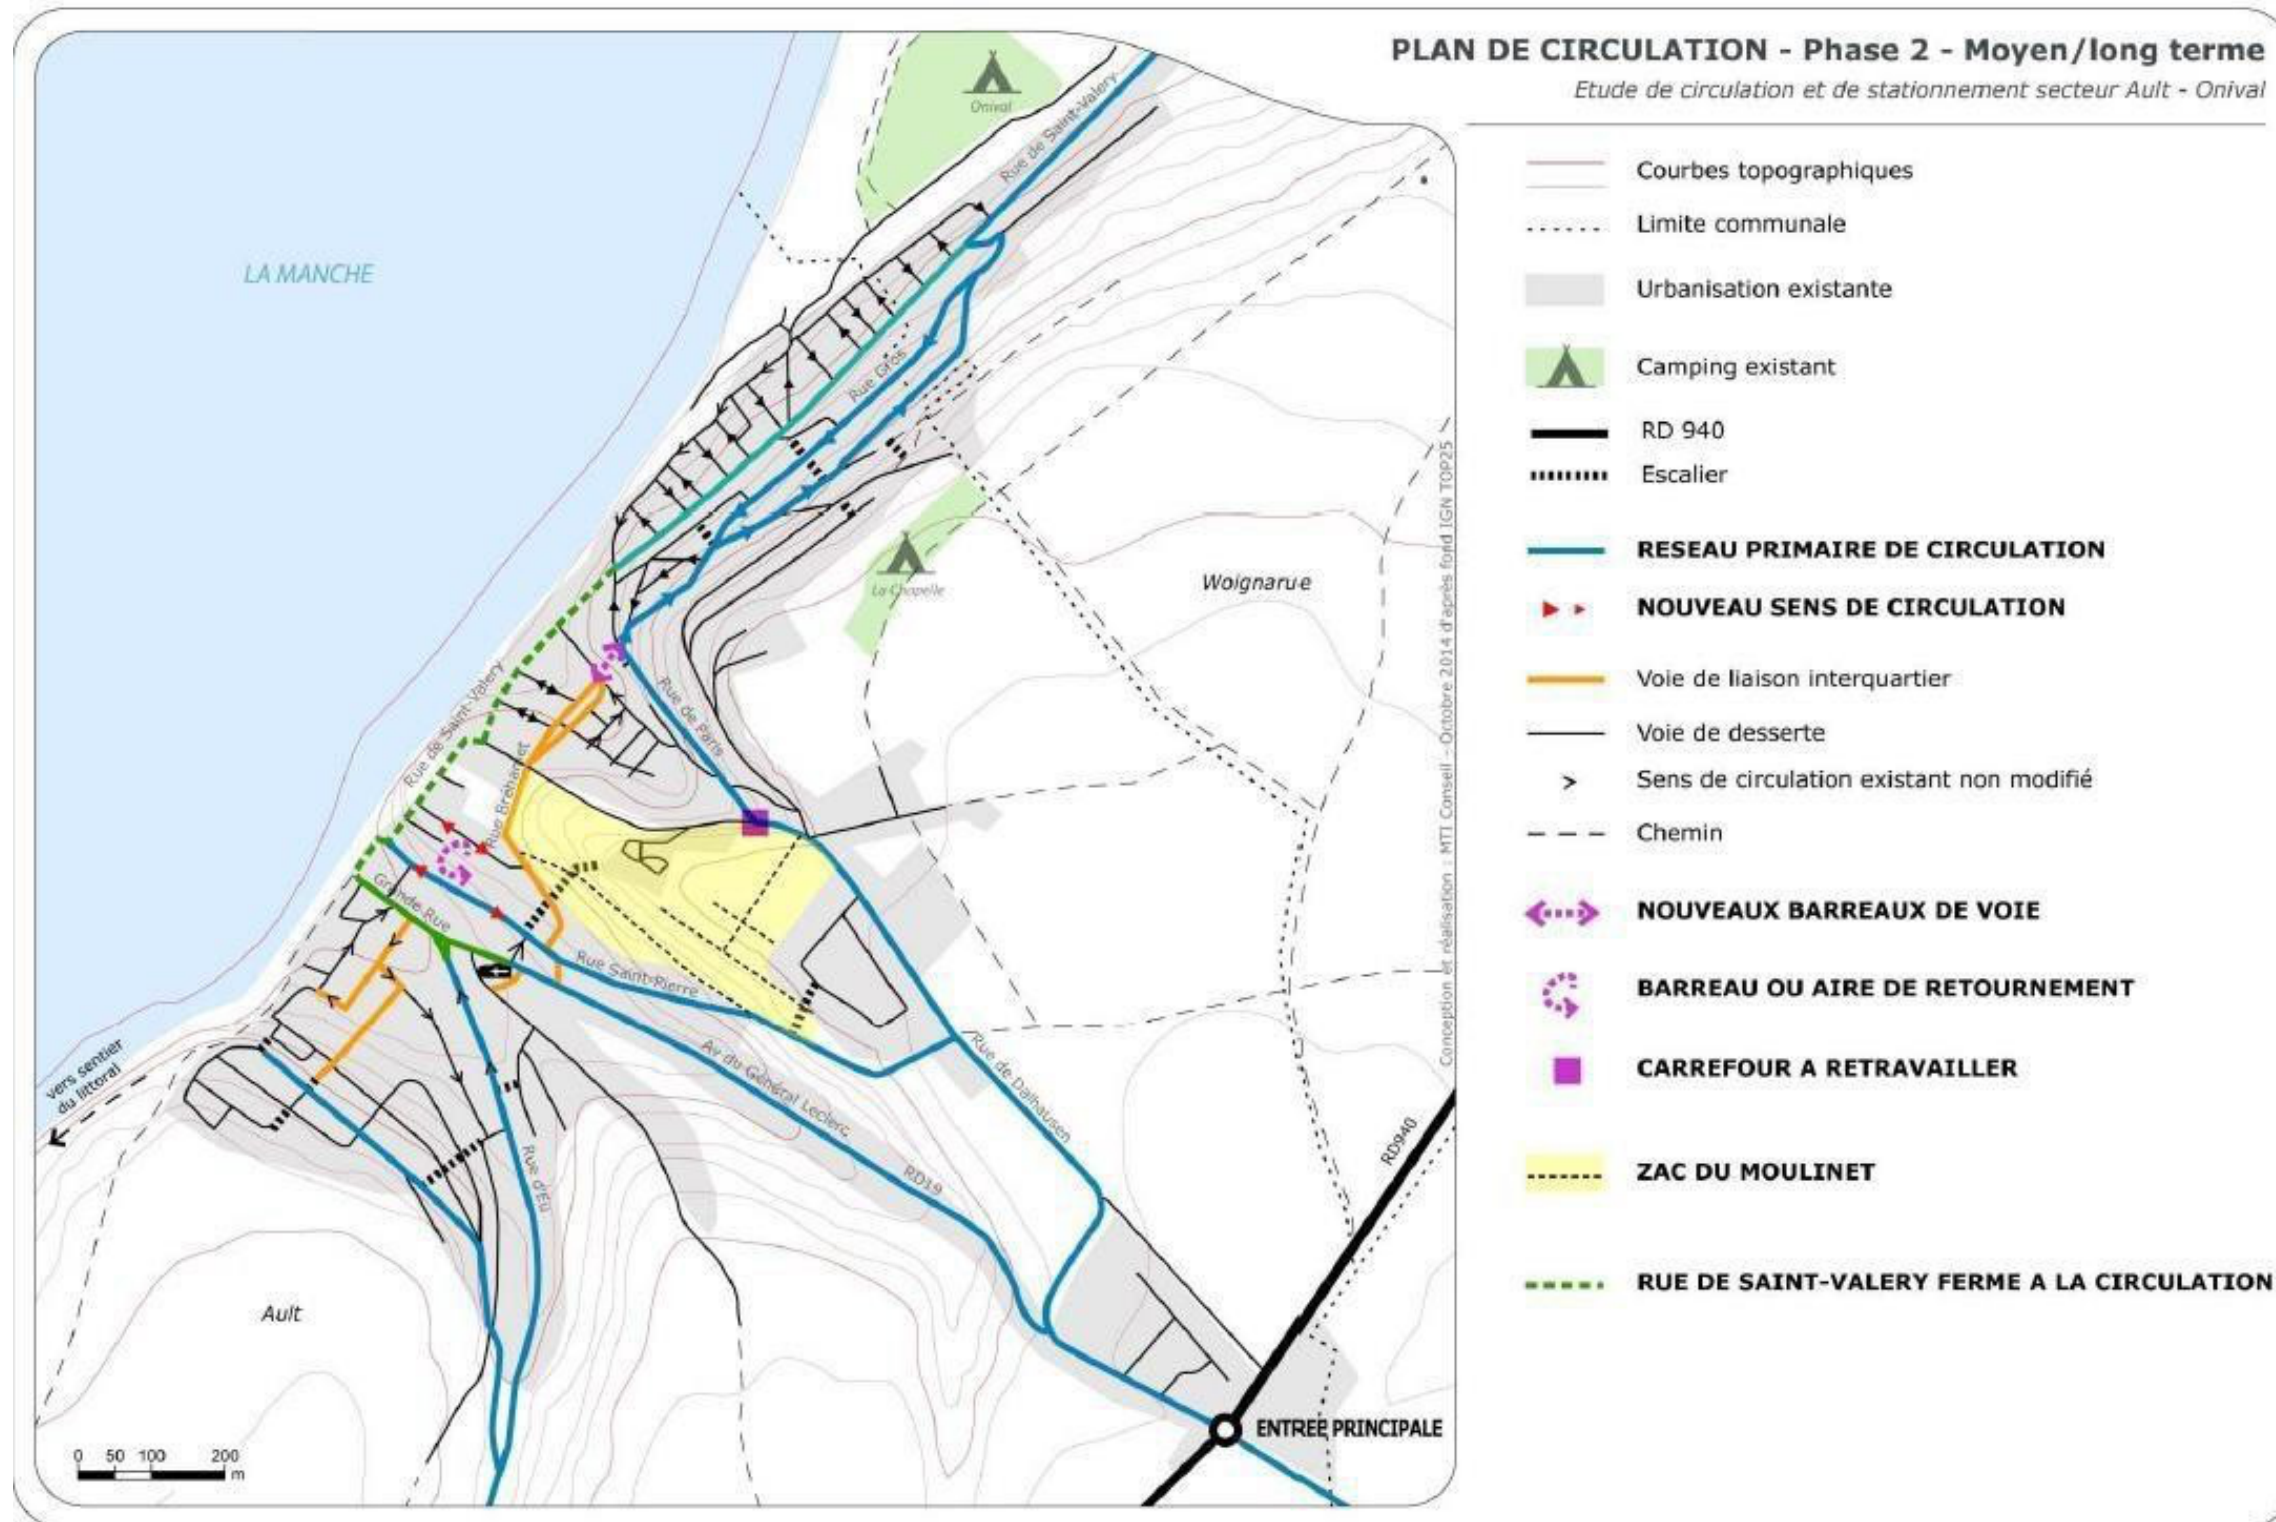 PLAN DE CIRCULATION - Phase 2 - Moyen/long terme
Etude de circulation et de stationnement secteur Ault - Onival
Courbes topographiques
Limite communale
Urbanisation existante
Camping existant
RD 940
Escalier
RESEAU PRIMAIRE DE CIRCULATION
NOUVEAU SENS DE CIRCULATION
Voie de liaison interquartier
Voie de desserte
Sens de circulation existant non modifié
Chemin
NOUVEAUX BARREAUX DE VOIE
BARREAU OU AIRE DE RETOURNEMENT
CARREFOUR A RETRAVAILLER
ZAC DU MOULINET
RUE DE SAINT-VALERY FERME A LA CIRCULATION
Conception et réalisation : MTI Conseil - Octobre 2014 d'après fond IGN TOP25
LA MANCHE
Onival
Rue de Saint-Valery
Rue Gros
La Chapelle
Woignarue
Rue de Paris
Rue de Saint-Valery
Rue Bréhamet
Grande Rue
Rue Saint-Pierre
Av du Général Leclerc
Rue de Dalhausen
RD19
RD940
Rue d'Eu
vers sentier
du littoral
Ault
ENTREE PRINCIPALE
0 50 100 200
m